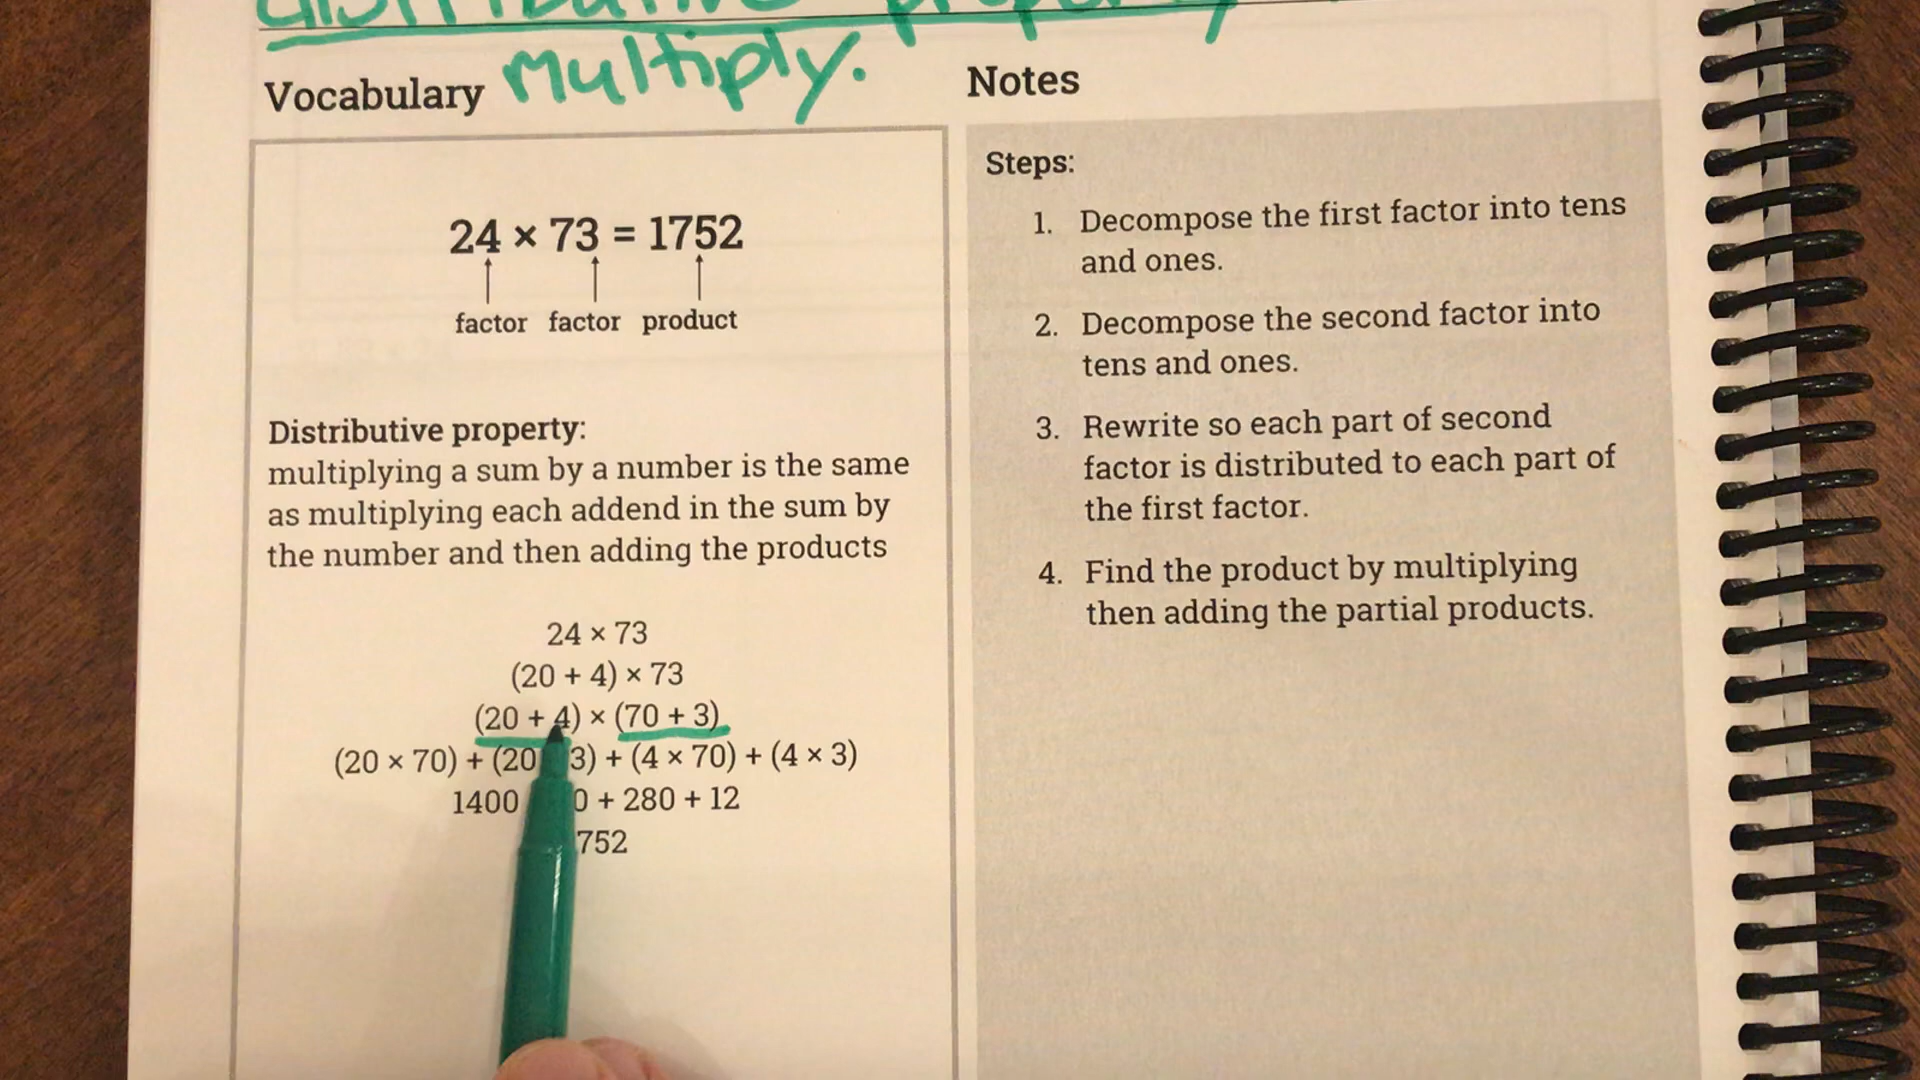 distributive property
multiply.
Vocabulary
24 × 73 = 1752
factor factor product
Distributive property:
multiplying a sum by a number is the same
as multiplying each addend in the sum by
the number and then adding the products
24 × 73
(20 + 4) × 73
(20 + 4) × (70 + 3)
(20 × 70) + (20 3) + (4 × 70) + (4 × 3)
1400 0 + 280 + 12
752
Notes
Steps:
1. Decompose the first factor into tens
and ones.
2. Decompose the second factor into
tens and ones.
3. Rewrite so each part of second
factor is distributed to each part of
the first factor.
4. Find the product by multiplying
then adding the partial products.